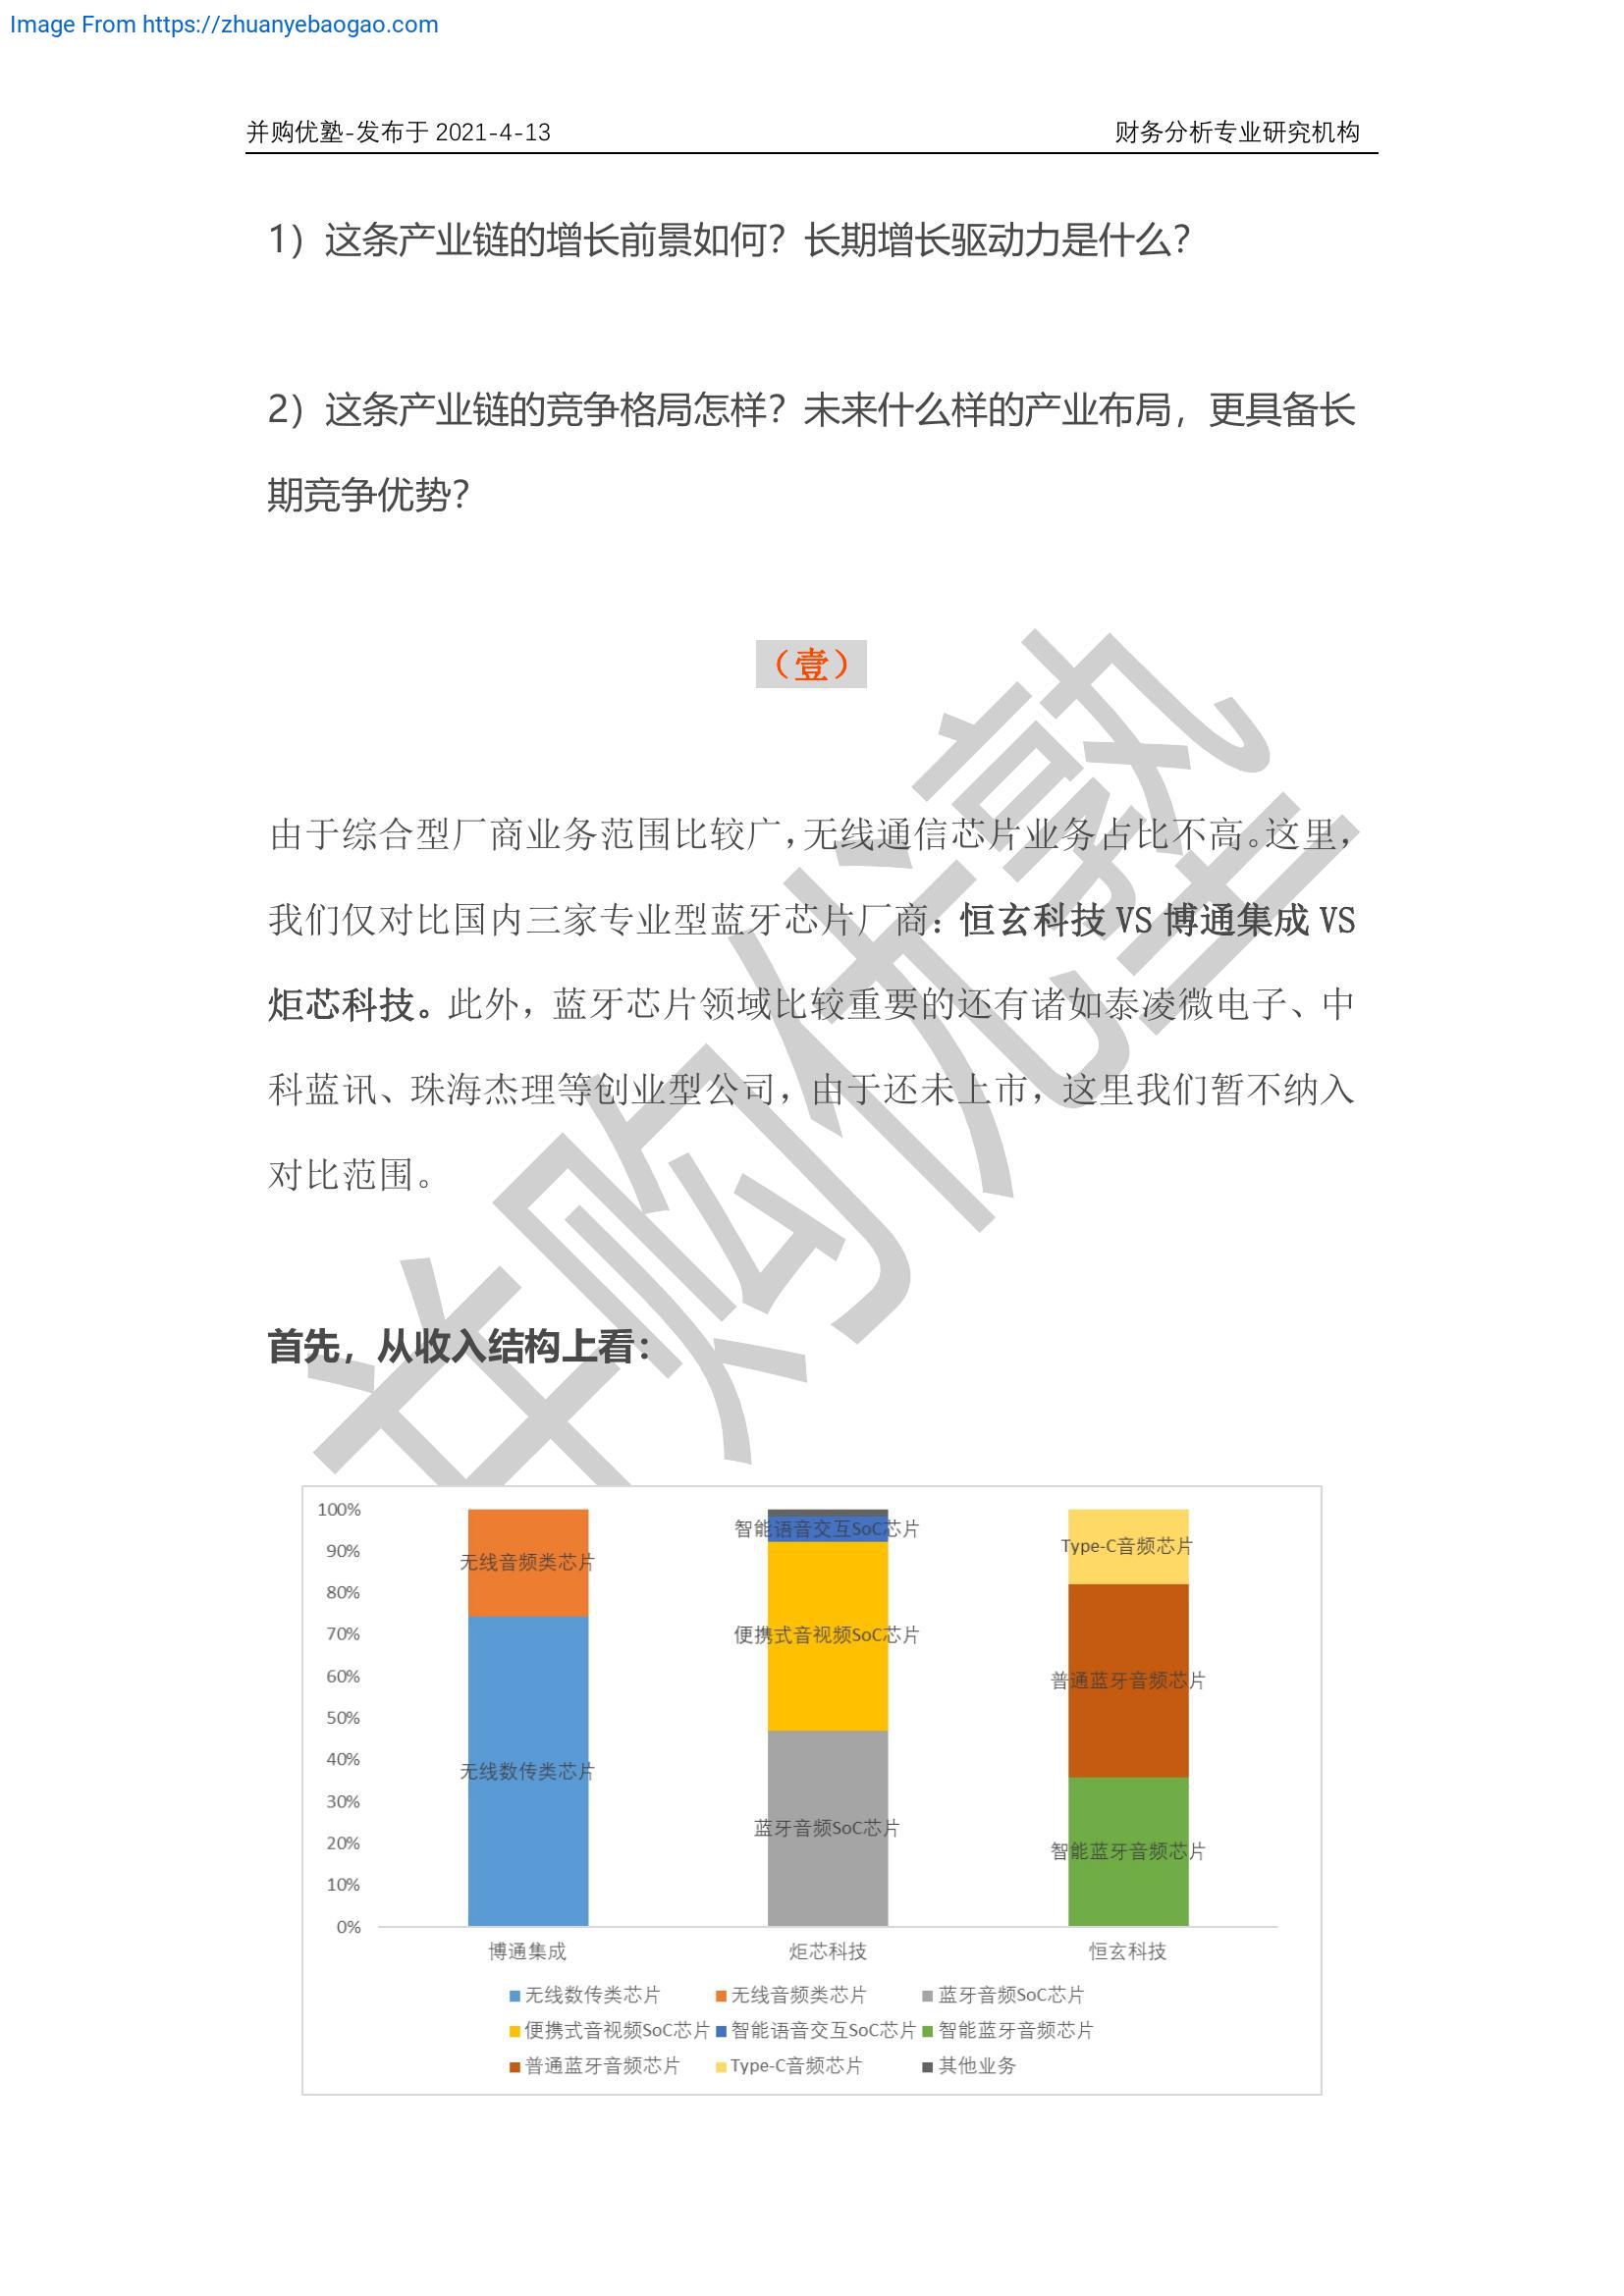 Image From https://zhuanyebaogao.com
并购优塾-发布于 2021-4-13 财务分析专业研究机构
1）这条产业链的增长前景如何？长期增长驱动力是什么？
2）这条产业链的竞争格局怎样？未来什么样的产业布局，更具备长
期竞争优势？
（壹）
由于综合型厂商业务范围比较广，无线通信芯片业务占比不高。这里，
我们仅对比国内三家专业型蓝牙芯片厂商：恒玄科技 VS 博通集成 VS
炬芯科技。此外，蓝牙芯片领域比较重要的还有诸如泰凌微电子、中
科蓝讯、珠海杰理等创业型公司，由于还未上市，这里我们暂不纳入
对比范围。
并购优塾
首先，从收入结构上看：
100%
90%
80%
70%
60%
50%
40%
30%
20%
10%
0%
无线音频类芯片
无线数传类芯片
智能语音交互SoC芯片
便携式音视频SoC芯片
蓝牙音频SoC芯片
Type-C音频芯片
普通蓝牙音频芯片
智能蓝牙音频芯片
博通集成 炬芯科技 恒玄科技
无线数传类芯片 无线音频类芯片 蓝牙音频SoC芯片
便携式音视频SoC芯片 智能语音交互SoC芯片 智能蓝牙音频芯片
普通蓝牙音频芯片 Type-C音频芯片 其他业务